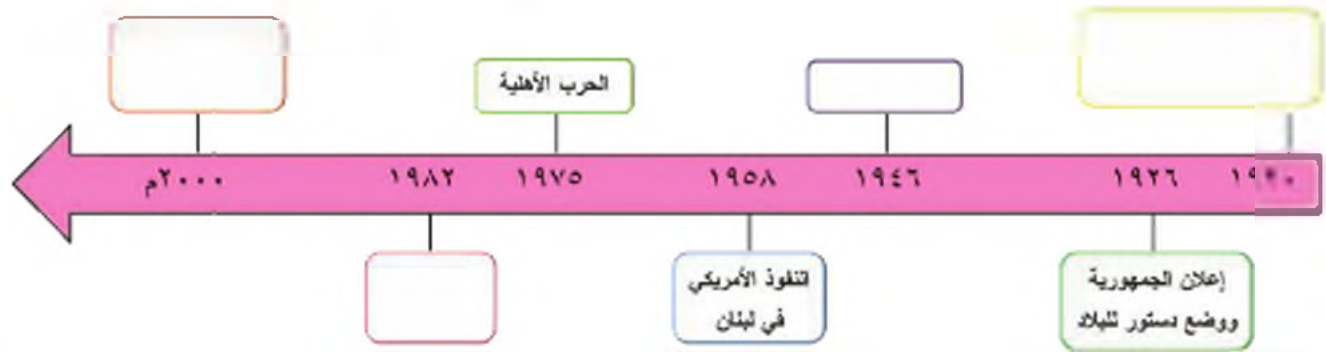 الحرب الأهلية
١٩٢٦
١٩٤٦
١٩٥٨
١٩٧٥
١٩٨٢
٢٠٠٠م
إعلان الجمهورية
ووضع دستور للبلاد
النفوذ الأمريكي
في لبنان